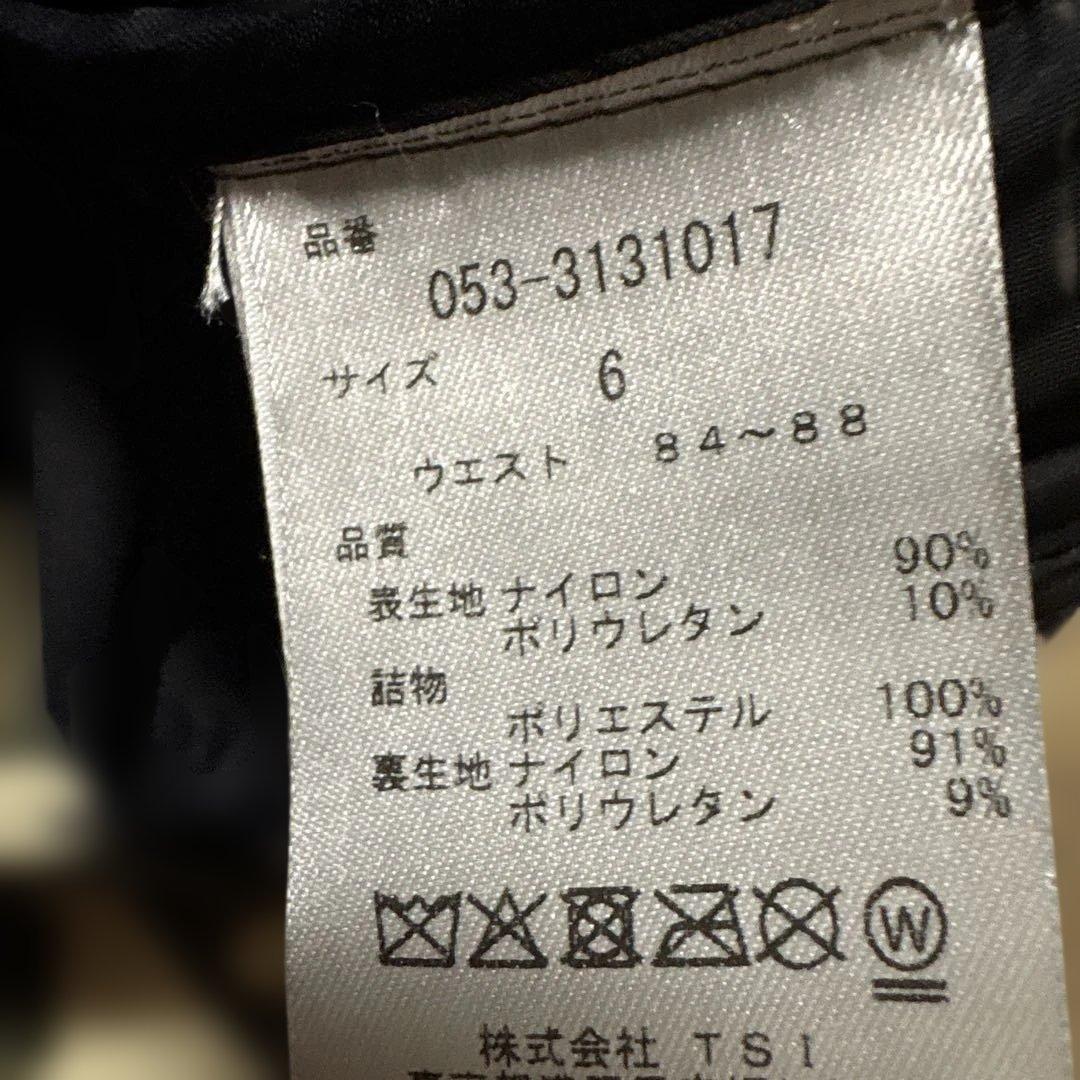 品番
053-3131017
サイズ 6
ウエスト 84～88
品質
表生地 ナイロン 90%
ポリウレタン 10%
詰物
ポリエステル 100%
裏生地 ナイロン 91%
ポリウレタン 9%
W
株式会社 TSI